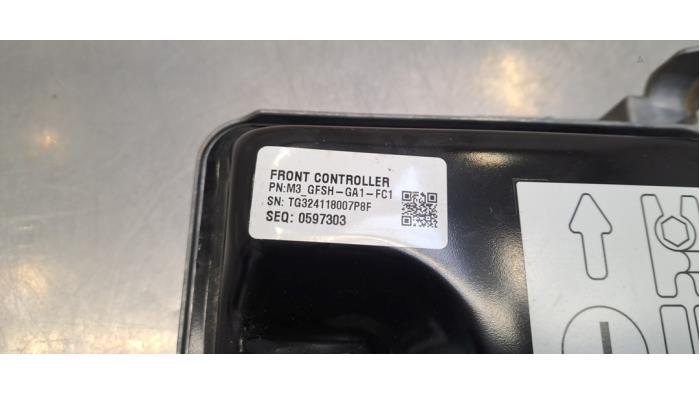 FRONT CONTROLLER
PN:M3_GFSH-GA1-FC1
SN: TG324118007P8F
SEQ: 0597303